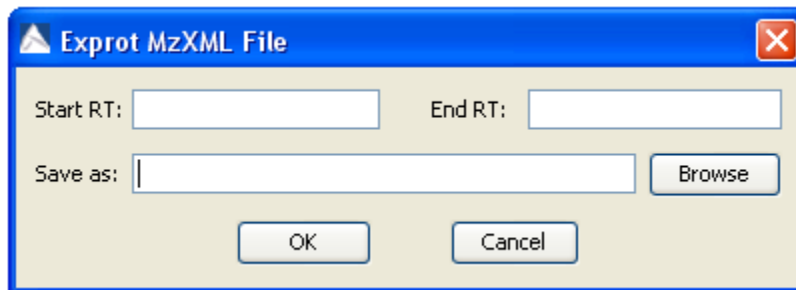 Exprot MzXML File
Start RT: End RT:
Save as: Browse
OK Cancel